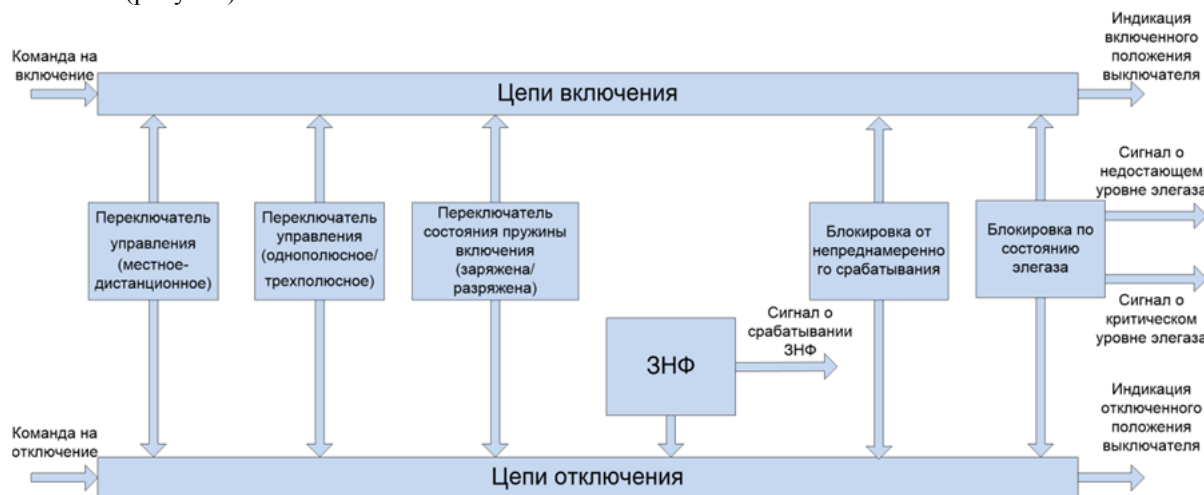 Индикация
включенного
положения
выключателя
Команда на
включение
Цепи включения
Сигнал о
недостающем
уровне элегаза
Переключатель
управления
(местное-
дистанционное)
Переключатель
управления
(однополюсное/
трехполюсное)
Переключатель
состояния пружины
включения
(заряжена/
разряжена)
Блокировка от
непреднамеренно
го срабатывания
Блокировка по
состоянию
элегаза
Сигнал о
критическом
уровне элегаза
Сигнал о
срабатывании
ЗНФ
ЗНФ
Индикация
отключенного
положения
выключателя
Команда на
отключение
Цепи отключения